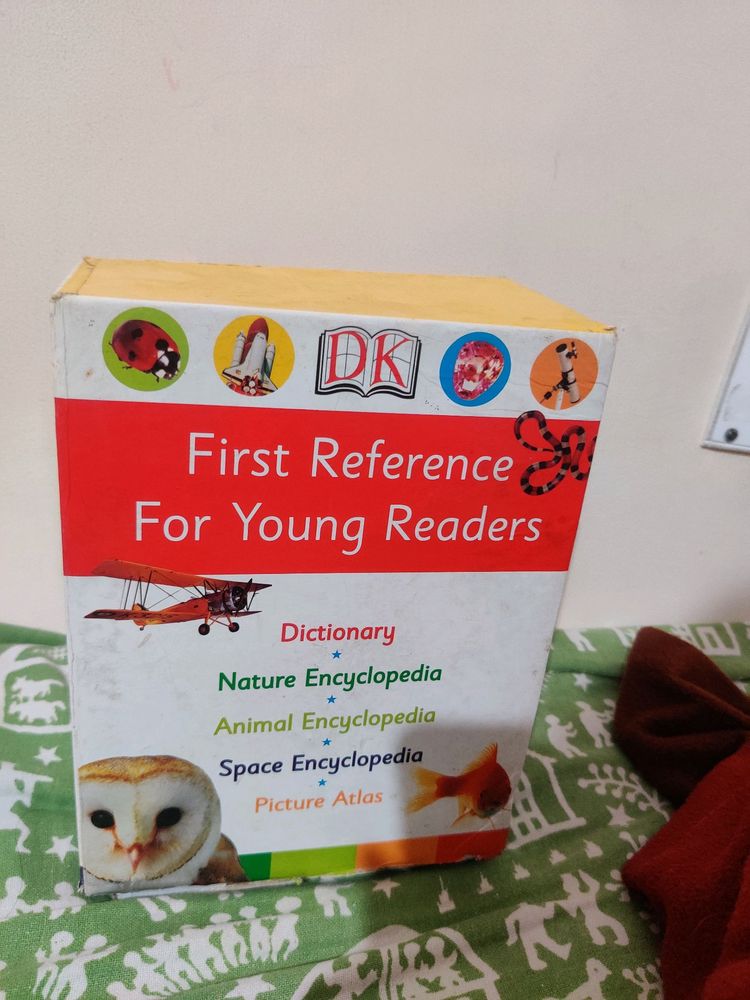 DK
First Reference
For Young Readers
Dictionary
Nature Encyclopedia
Animal Encyclopedia
Space Encyclopedia
Picture Atlas